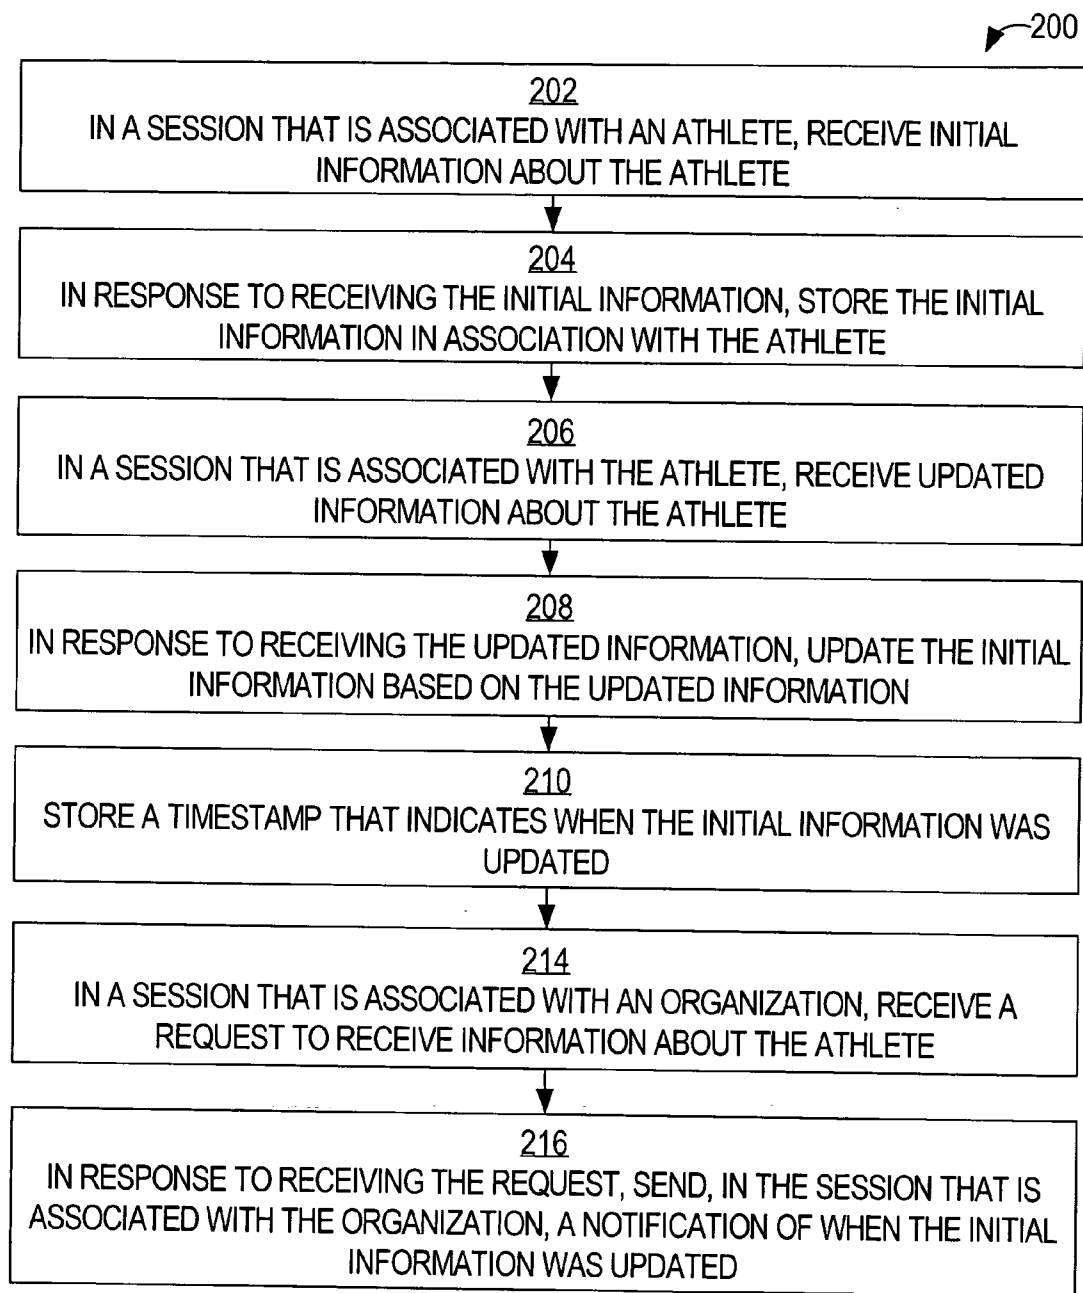 200
202
IN A SESSION THAT IS ASSOCIATED WITH AN ATHLETE, RECEIVE INITIAL
INFORMATION ABOUT THE ATHLETE
204
IN RESPONSE TO RECEIVING THE INITIAL INFORMATION, STORE THE INITIAL
INFORMATION IN ASSOCIATION WITH THE ATHLETE
206
IN A SESSION THAT IS ASSOCIATED WITH THE ATHLETE, RECEIVE UPDATED
INFORMATION ABOUT THE ATHLETE
208
IN RESPONSE TO RECEIVING THE UPDATED INFORMATION, UPDATE THE INITIAL
INFORMATION BASED ON THE UPDATED INFORMATION
210
STORE A TIMESTAMP THAT INDICATES WHEN THE INITIAL INFORMATION WAS
UPDATED
214
IN A SESSION THAT IS ASSOCIATED WITH AN ORGANIZATION, RECEIVE A
REQUEST TO RECEIVE INFORMATION ABOUT THE ATHLETE
216
IN RESPONSE TO RECEIVING THE REQUEST, SEND, IN THE SESSION THAT IS
ASSOCIATED WITH THE ORGANIZATION, A NOTIFICATION OF WHEN THE INITIAL
INFORMATION WAS UPDATED